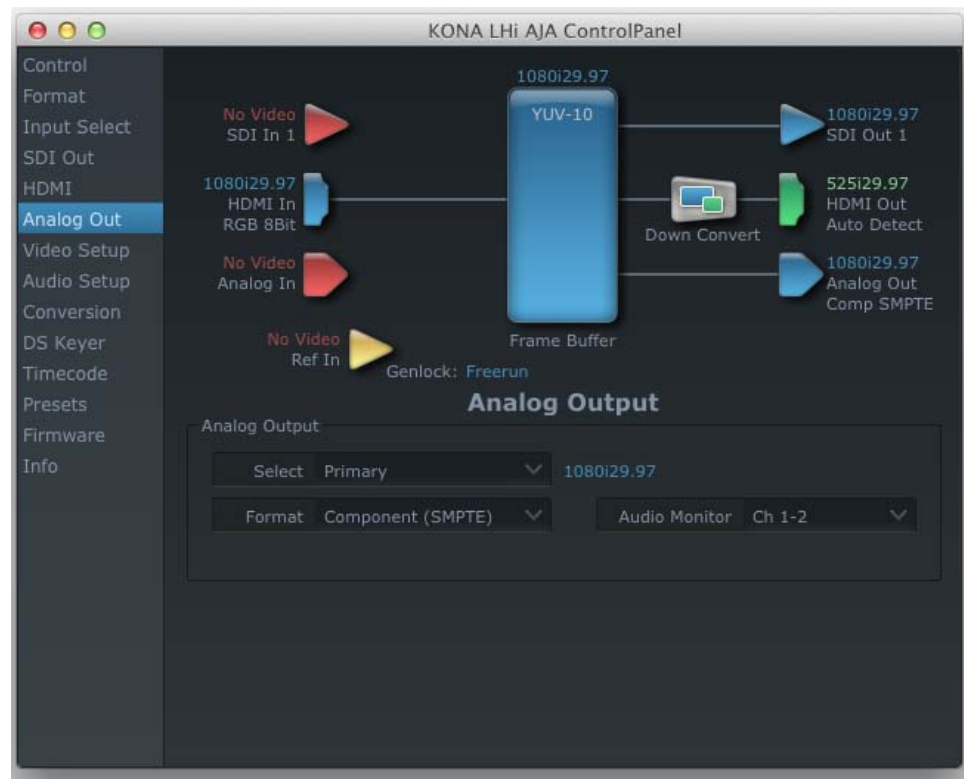 KONA LHi AJA ControlPanel
Control
Format
Input Select
SDI Out
HDMI
Analog Out
Video Setup
Audio Setup
Conversion
DS Keyer
Timecode
Presets
Firmware
Info
1080i29.97
YUV-10
No Video
SDI In 1
1080i29.97
HDMI In
RGB 8Bit
No Video
Analog In
No Video
Ref In
Genlock: Freerun
Frame Buffer
Down Convert
1080i29.97
SDI Out 1
525i29.97
HDMI Out
Auto Detect
1080i29.97
Analog Out
Comp SMPTE
Analog Output
Analog Output
Select Primary 1080i29.97
Format Component (SMPTE) Audio Monitor Ch 1-2